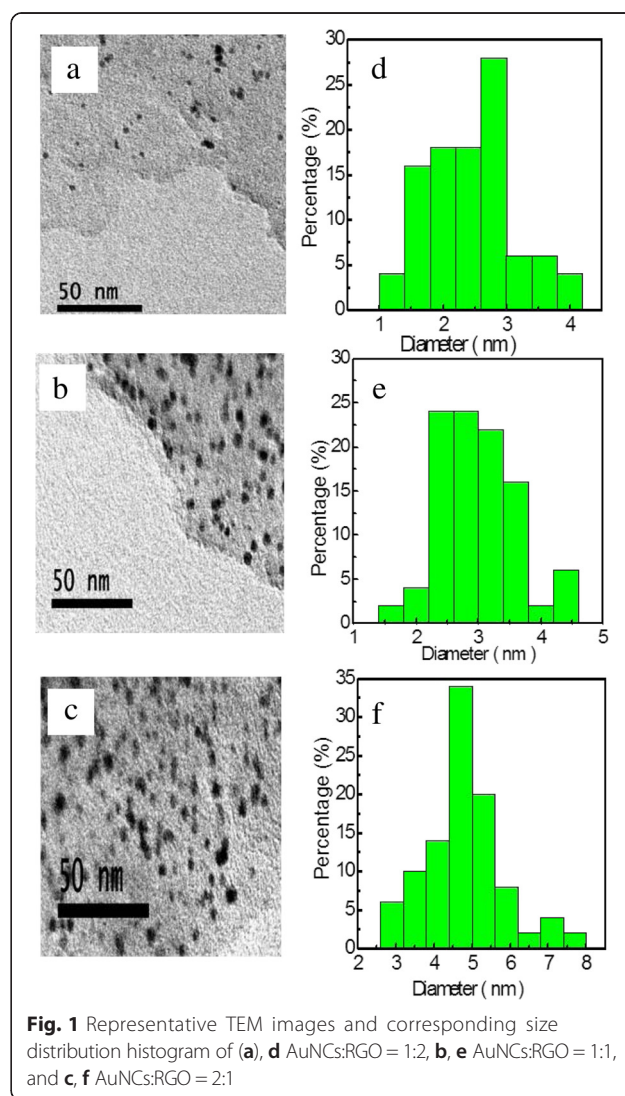 a
50 nm
d
30
25
20
15
10
5
0
Percentage (%)
1 2 3 4
Diameter ( nm )
b
50 nm
e
30
25
20
15
10
5
0
Percentage (%)
1 2 3 4 5
Diameter ( nm )
c
50 nm
f
35
30
25
20
15
10
5
0
Percentage (%)
2 3 4 5 6 7 8
Diameter ( nm )
Fig. 1 Representative TEM images and corresponding size
distribution histogram of (a), d AuNCs:RGO = 1:2, b, e AuNCs:RGO = 1:1,
and c, f AuNCs:RGO = 2:1